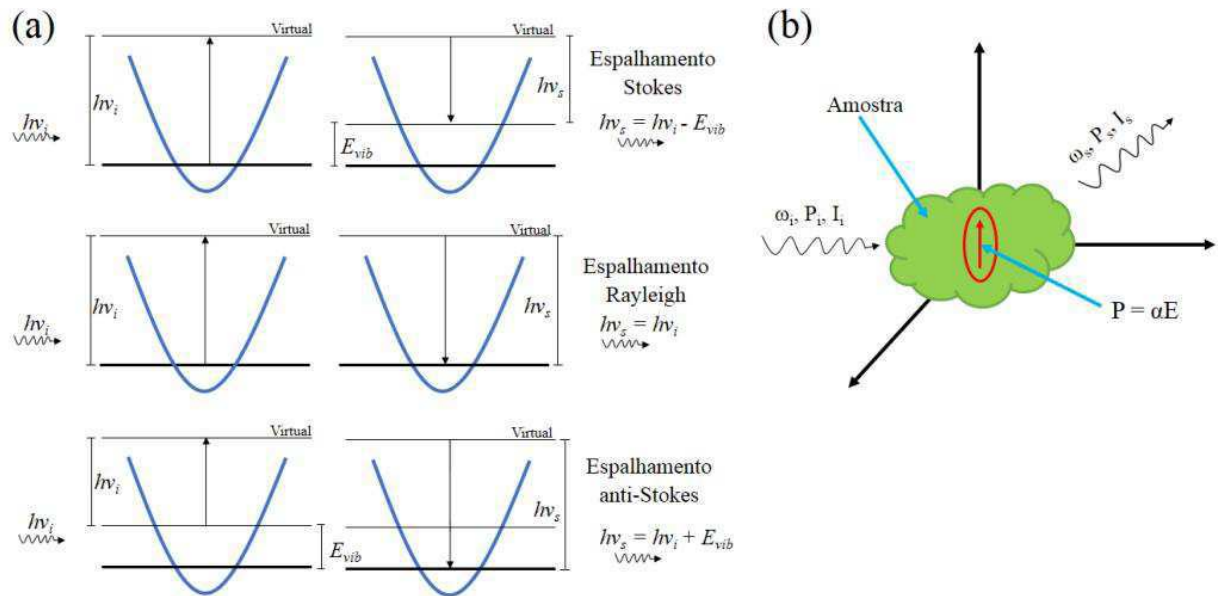 (a)
Virtual
hν_i
hν_i
Virtual
hν_s
E_vib
Espalhamento
Stokes
hν_s = hν_i - E_vib
Virtual
hν_i
hν_i
Virtual
hν_s
Espalhamento
Rayleigh
hν_s = hν_i
Virtual
hν_i
hν_i
E_vib
Virtual
hν_s
Espalhamento
anti-Stokes
hν_s = hν_i + E_vib
(b)
Amostra
ω_s, P_s, I_s
ω_i, P_i, I_i
P = αE